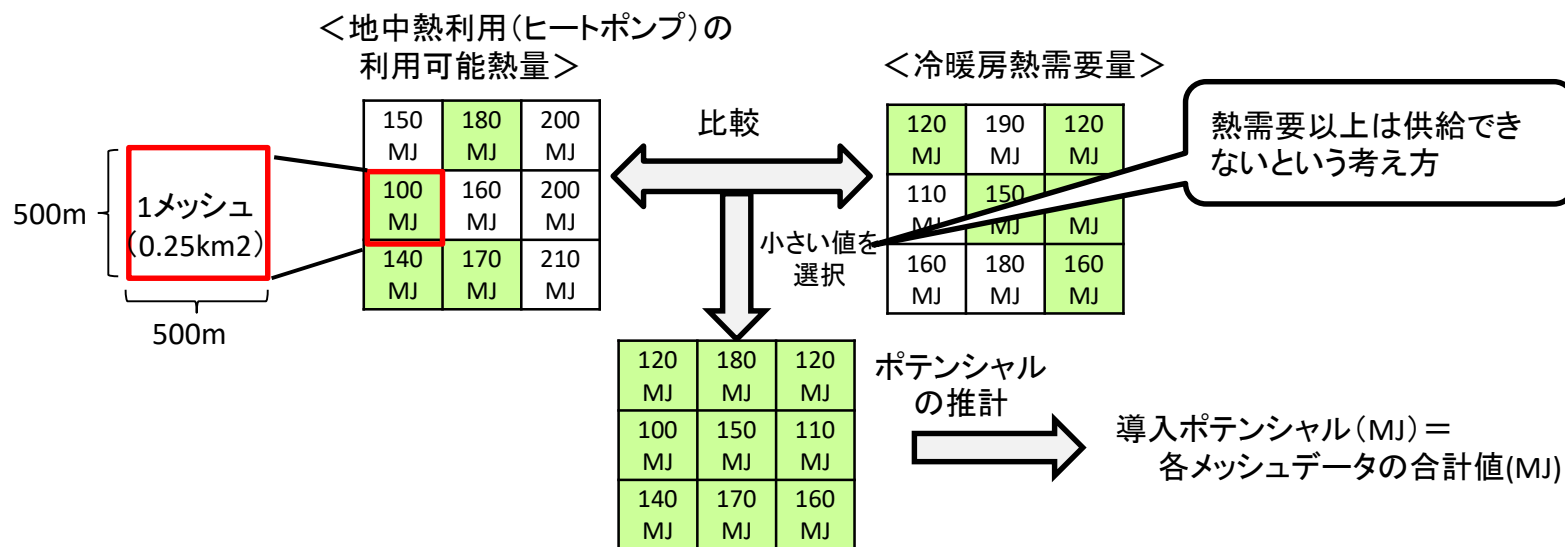 <地中熱利用(ヒートポンプ)の
利用可能熱量>
<冷暖房熱需要量>
150 MJ
180 MJ
200 MJ
100 MJ
160 MJ
200 MJ
140 MJ
170 MJ
210 MJ
500m
1メッシュ
(0.25km2)
500m
比較
小さい値を
選択
120 MJ
190 MJ
120 MJ
110 MJ
150 MJ
MJ
160 MJ
180 MJ
160 MJ
熱需要以上は供給でき
ないという考え方
120 MJ
180 MJ
120 MJ
100 MJ
150 MJ
110 MJ
140 MJ
170 MJ
160 MJ
ポテンシャル
の推計
導入ポテンシャル(MJ)=
各メッシュデータの合計値(MJ)